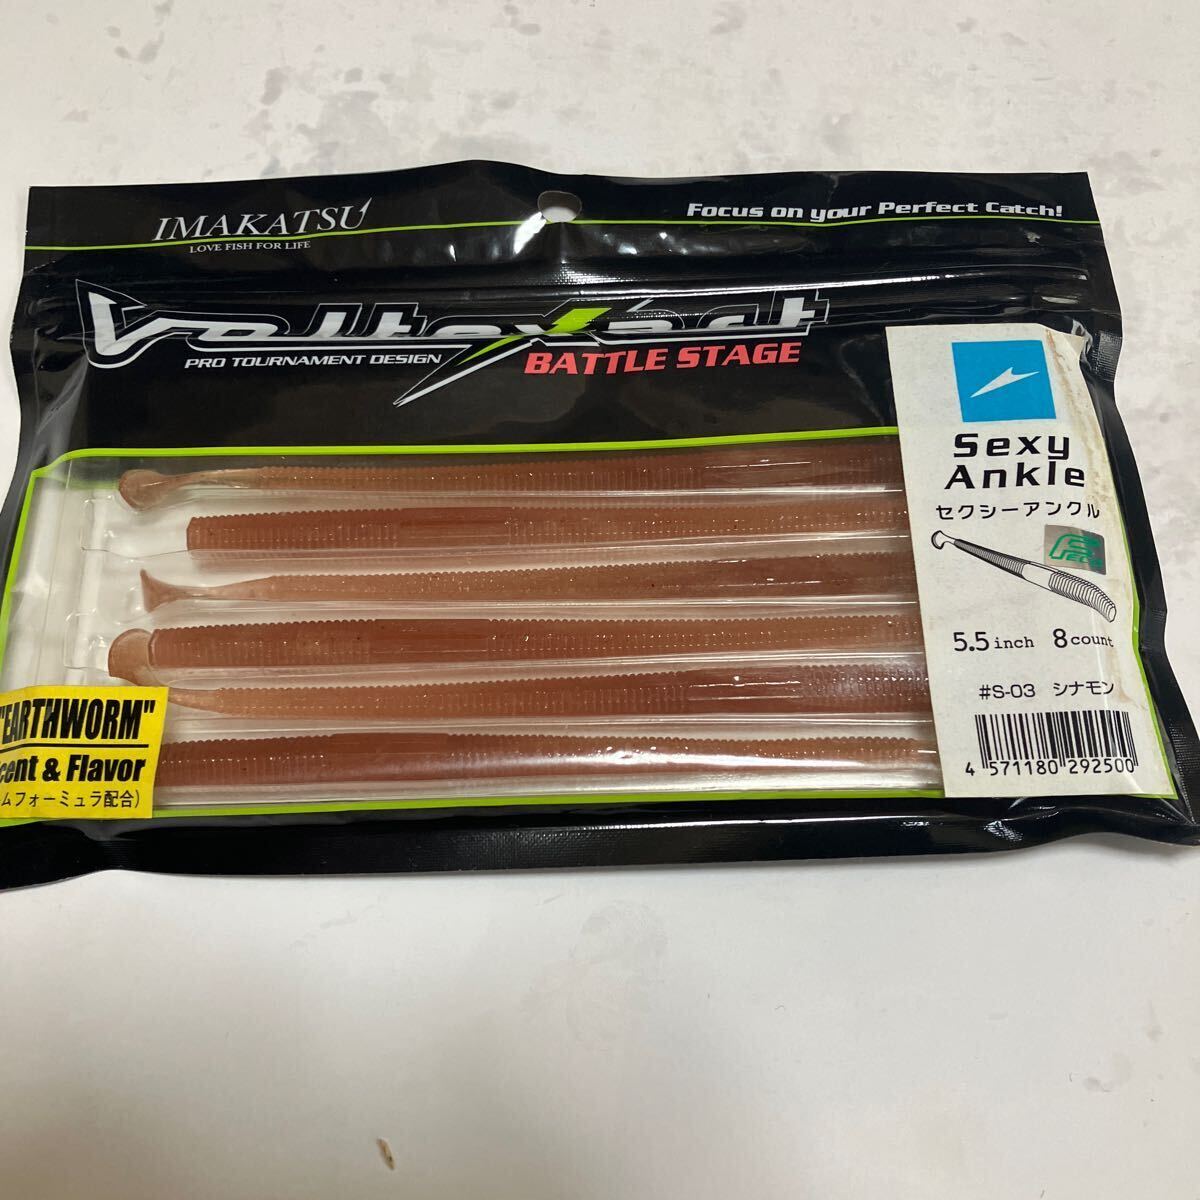 IMAKATSU
LOVE FISH FOR LIFE
Focus on your Perfect Catch!
PRO TOURNAMENT DESIGN
BATTLE STAGE
Sexy
Ankle
セクシーアンクル
5.5 inch 8 count
#S-03 シナモン
4 571180 292500
"EARTHWORM"
cent & Flavor
ームフォーミュラ配合)